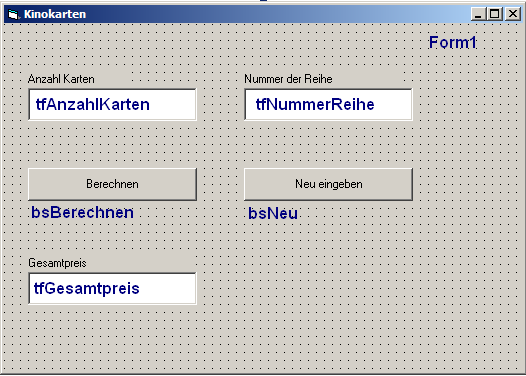 Kinokarten
Form1
Anzahl Karten
Nummer der Reihe
tfAnzahlKarten
tfNummerReihe
Berechnen
Neu eingeben
bsBerechnen
bsNeu
Gesamtpreis
tfGesamtpreis